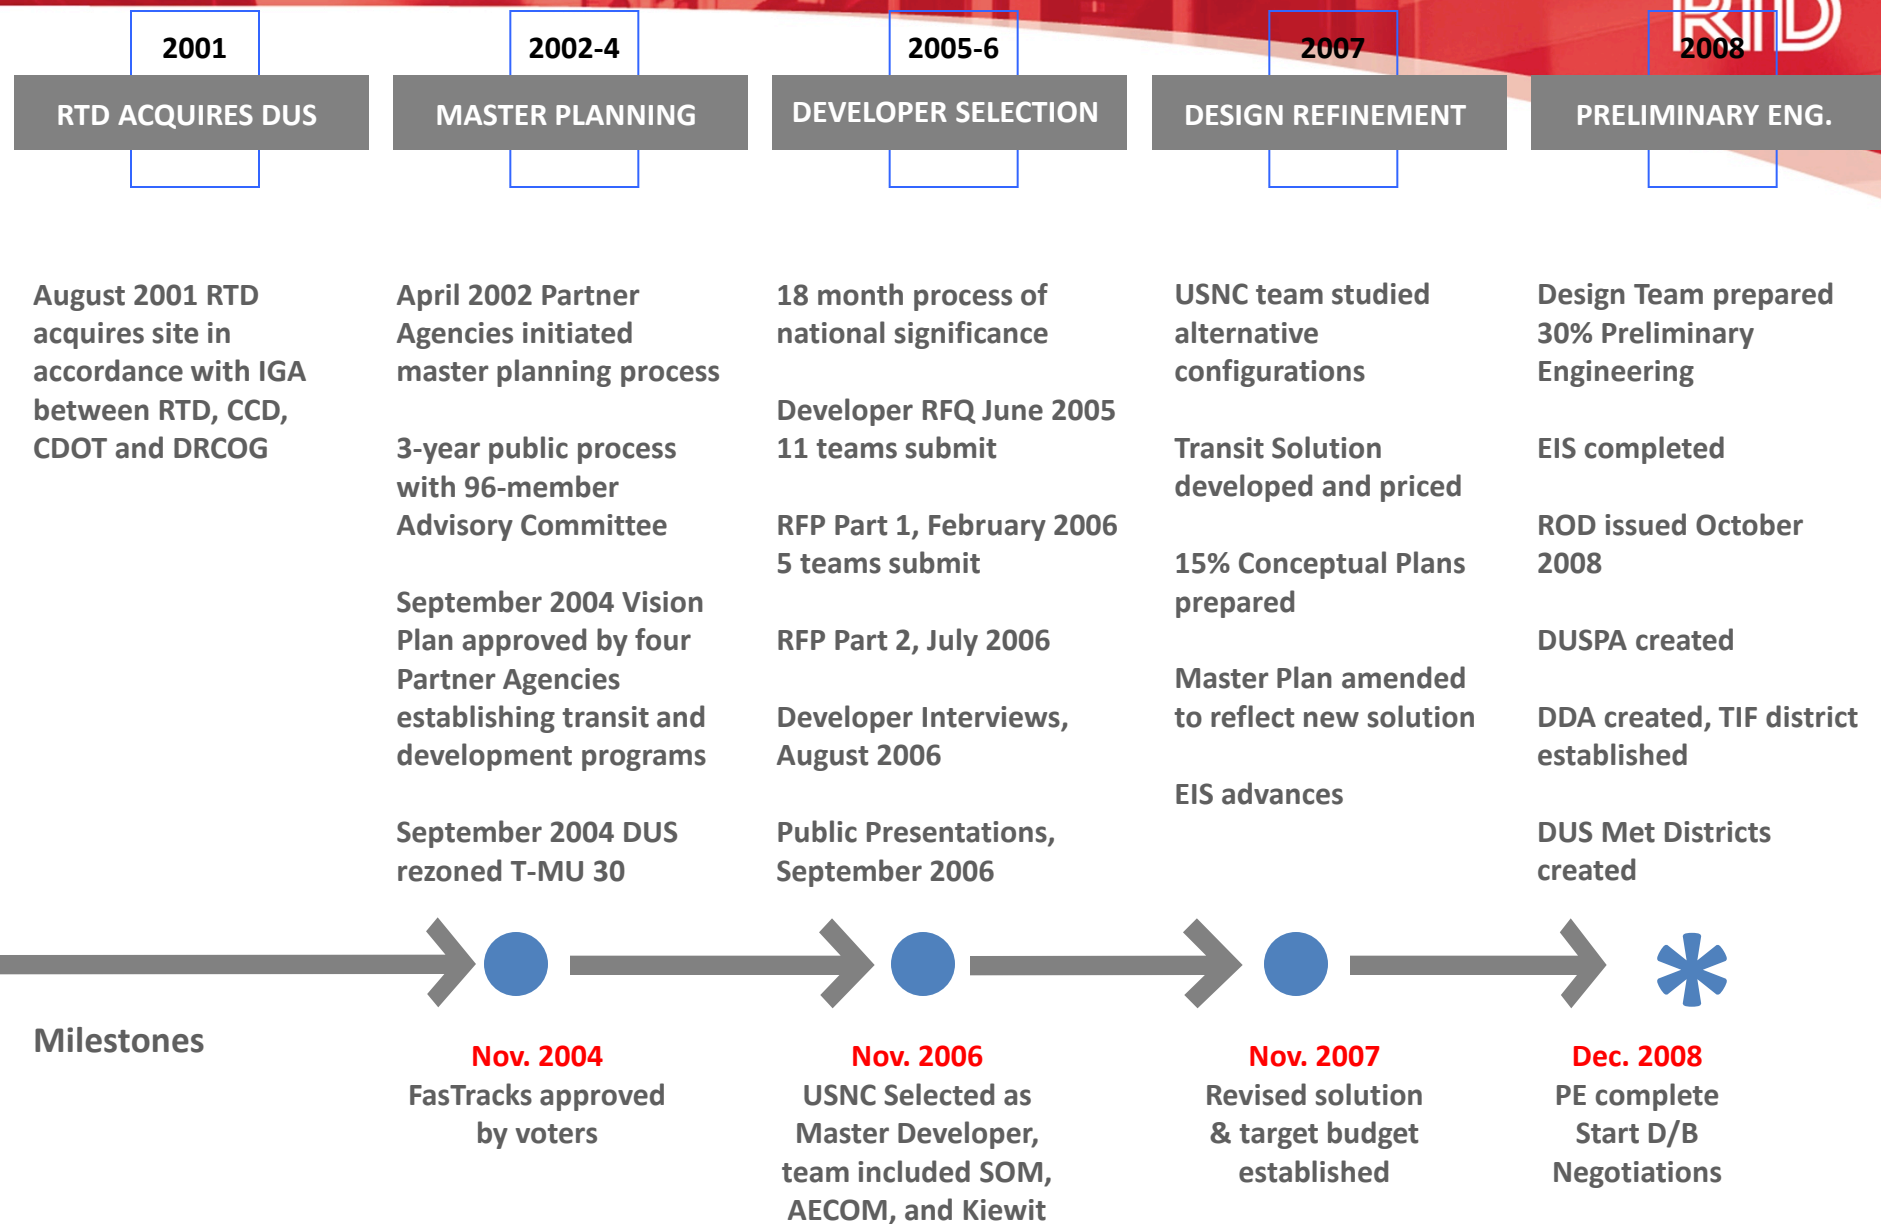 RTD
2001
2002-4
2005-6
2007
2008
RTD ACQUIRES DUS
MASTER PLANNING
DEVELOPER SELECTION
DESIGN REFINEMENT
PRELIMINARY ENG.
August 2001 RTD
acquires site in
accordance with IGA
between RTD, CCD,
CDOT and DRCOG
April 2002 Partner
Agencies initiated
master planning process
3-year public process
with 96-member
Advisory Committee
September 2004 Vision
Plan approved by four
Partner Agencies
establishing transit and
development programs
September 2004 DUS
rezoned T-MU 30
18 month process of
national significance
Developer RFQ June 2005
11 teams submit
RFP Part 1, February 2006
5 teams submit
RFP Part 2, July 2006
Developer Interviews,
August 2006
Public Presentations,
September 2006
USNC team studied
alternative
configurations
Transit Solution
developed and priced
15% Conceptual Plans
prepared
Master Plan amended
to reflect new solution
EIS advances
Design Team prepared
30% Preliminary
Engineering
EIS completed
ROD issued October
2008
DUSPA created
DDA created, TIF district
established
DUS Met Districts
created
Milestones
Nov. 2004
FasTracks approved
by voters
Nov. 2006
USNC Selected as
Master Developer,
team included SOM,
AECOM, and Kiewit
Nov. 2007
Revised solution
& target budget
established
Dec. 2008
PE complete
Start D/B
Negotiations